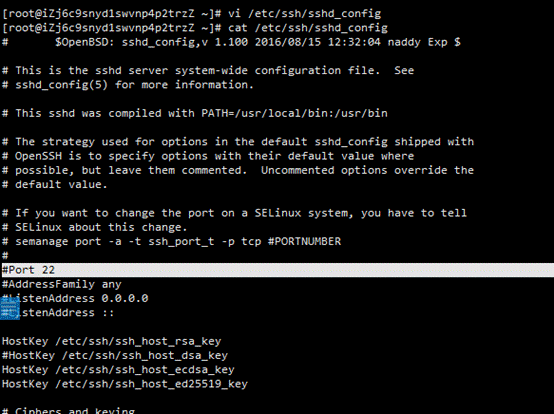 [root@iZj6c9snyd1swvnp4p2trzZ ~]# vi /etc/ssh/sshd_config
[root@iZj6c9snyd1swvnp4p2trzZ ~]# cat /etc/ssh/sshd_config
#       $OpenBSD: sshd_config,v 1.100 2016/08/15 12:32:04 naddy Exp $

# This is the sshd server system-wide configuration file.  See
# sshd_config(5) for more information.

# This sshd was compiled with PATH=/usr/local/bin:/usr/bin

# The strategy used for options in the default sshd_config shipped with
# OpenSSH is to specify options with their default value where
# possible, but leave them commented.  Uncommented options override the
# default value.

# If you want to change the port on a SELinux system, you have to tell
# SELinux about this change.
# semanage port -a -t ssh_port_t -p tcp #PORTNUMBER
#
#Port 22
#AddressFamily any
#ListenAddress 0.0.0.0
#ListenAddress ::

HostKey /etc/ssh/ssh_host_rsa_key
#HostKey /etc/ssh/ssh_host_dsa_key
HostKey /etc/ssh/ssh_host_ecdsa_key
HostKey /etc/ssh/ssh_host_ed25519_key

# Ciphers and keying